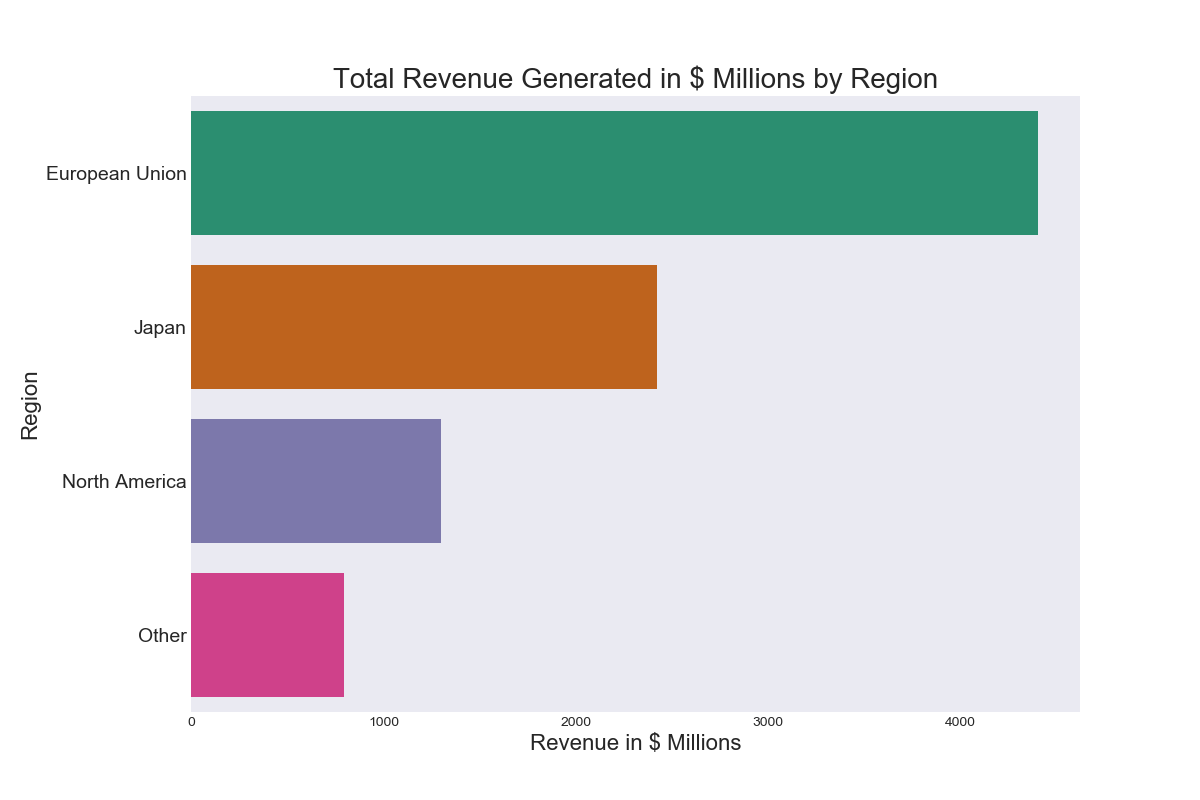 Total Revenue Generated in $ Millions by Region
European Union
Japan
Region
North America
Other
0 1000 2000 3000 4000
Revenue in $ Millions